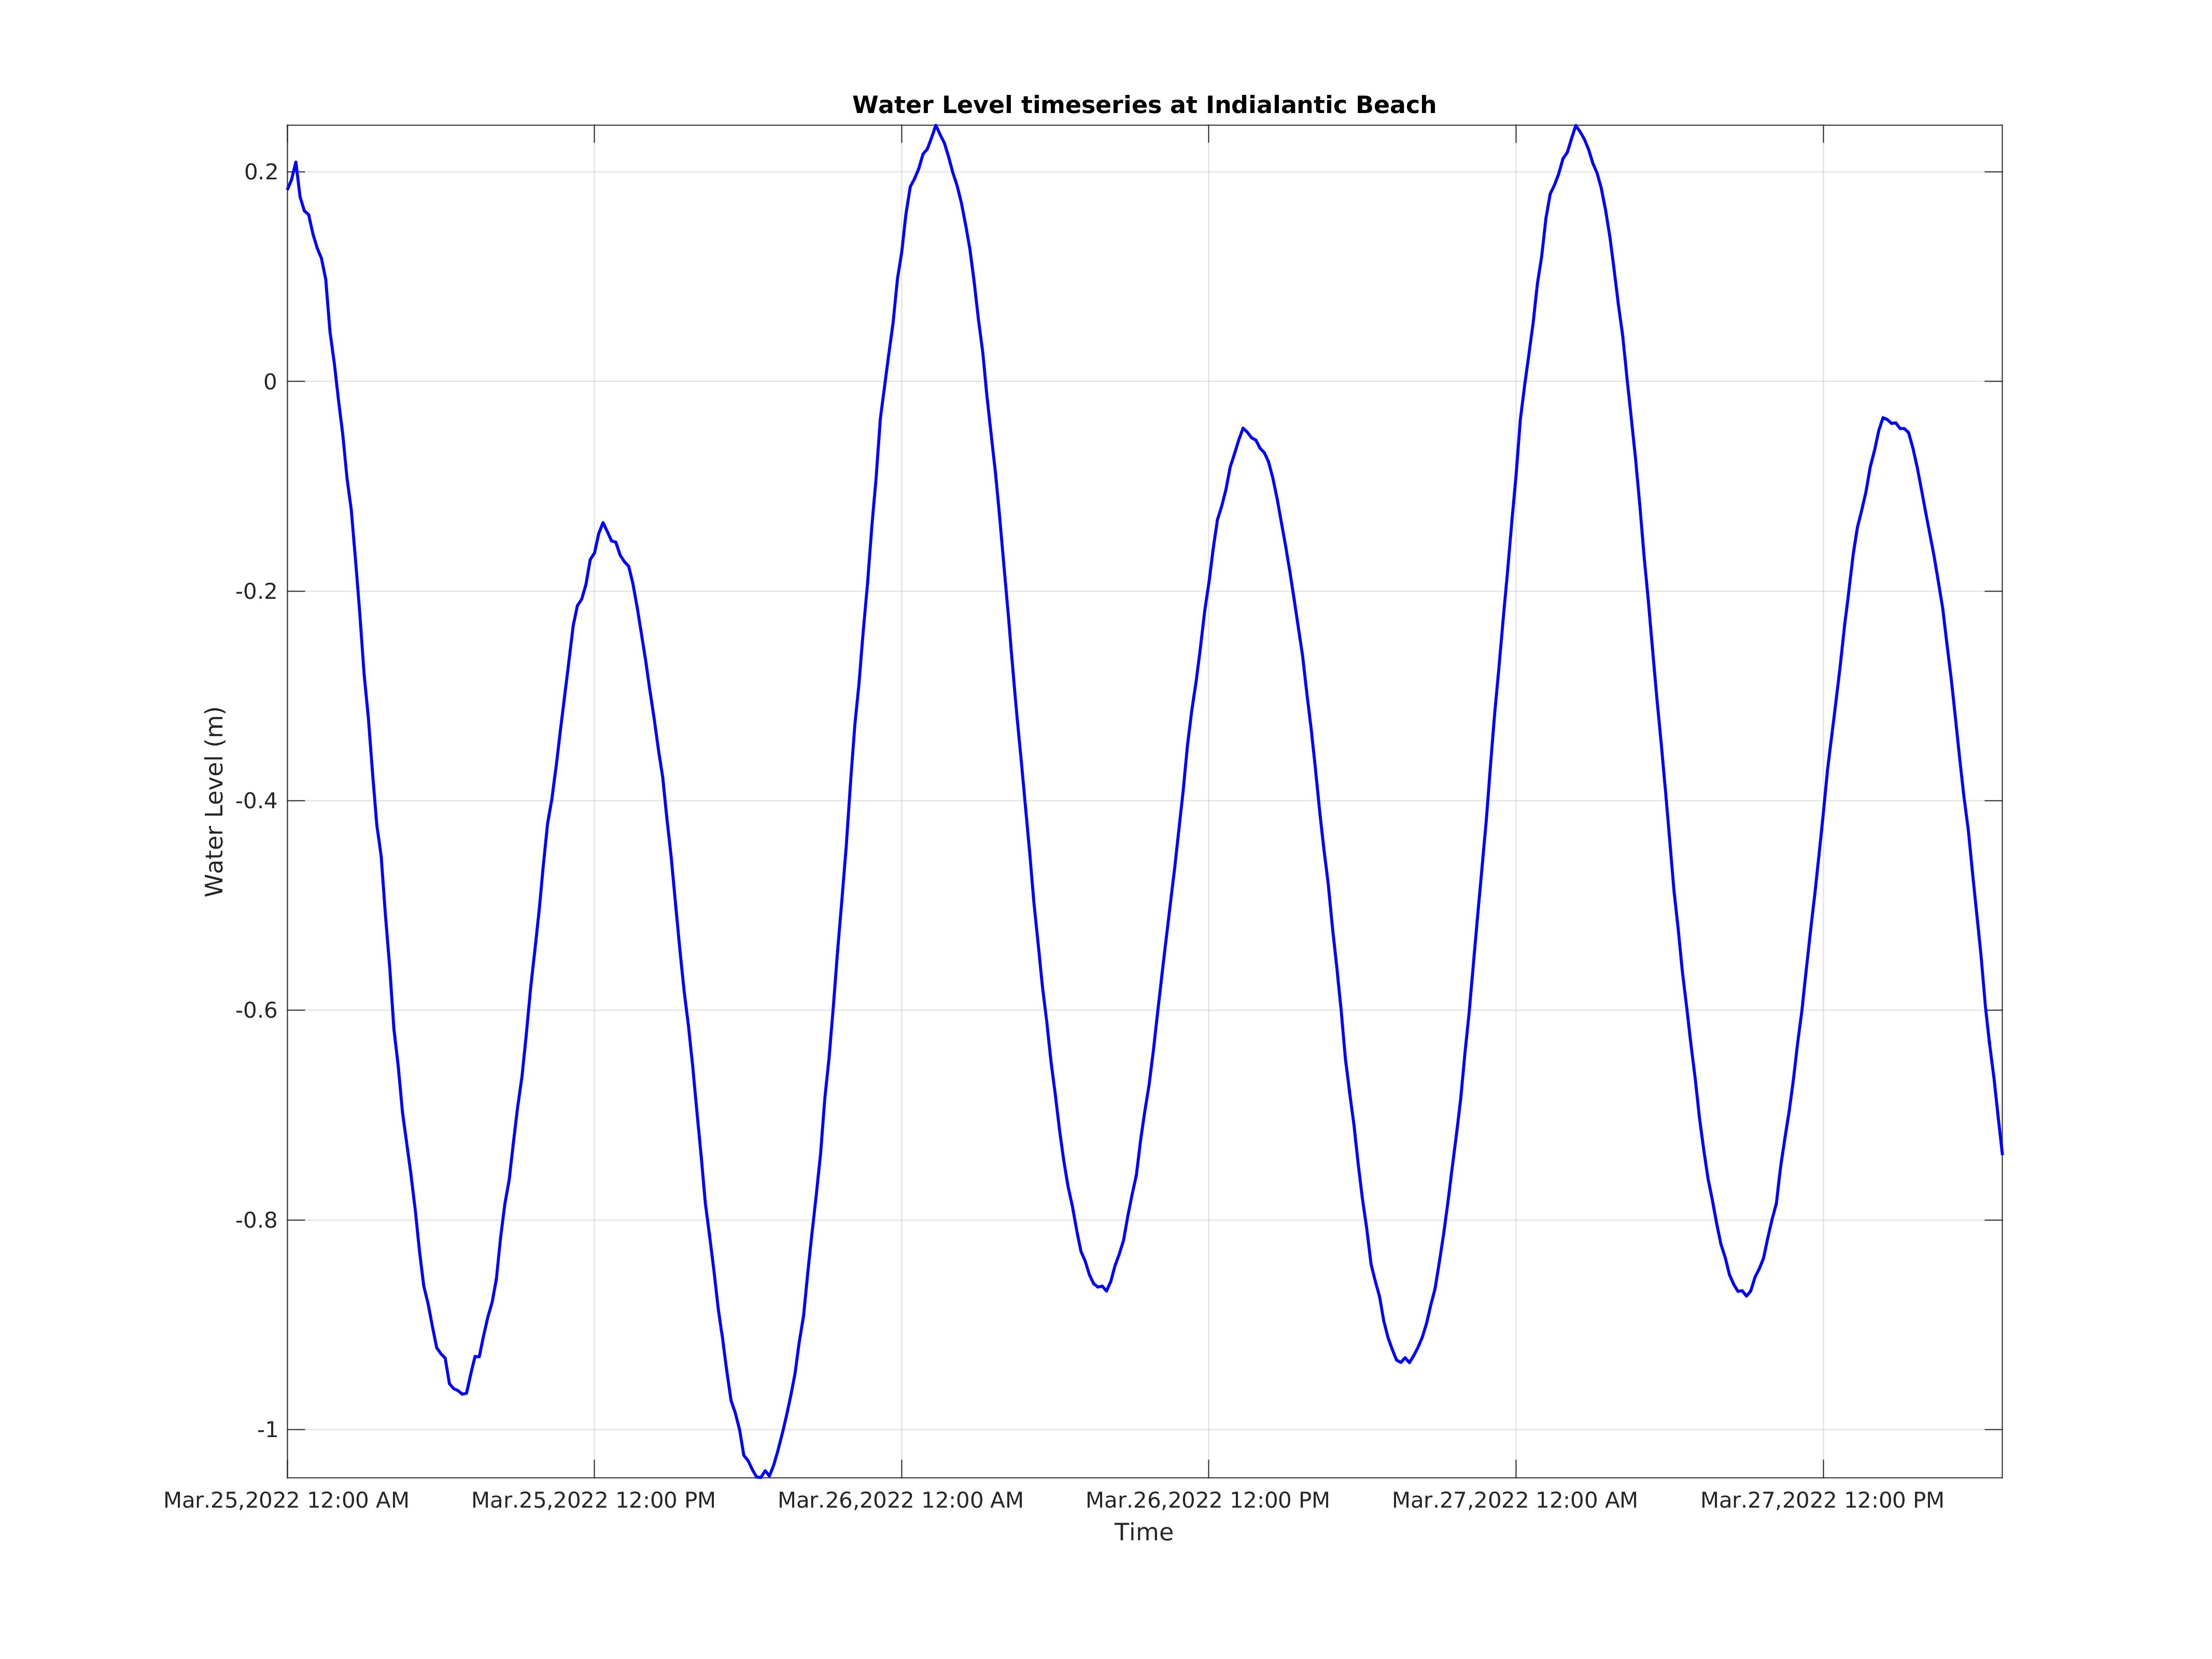 Water Level timeseries at Indialantic Beach
0.2
0
-0.2
-0.4
-0.6
-0.8
-1
Water Level (m)
Mar.25,2022 12:00 AM
Mar.25,2022 12:00 PM
Mar.26,2022 12:00 AM
Mar.26,2022 12:00 PM
Mar.27,2022 12:00 AM
Mar.27,2022 12:00 PM
Time